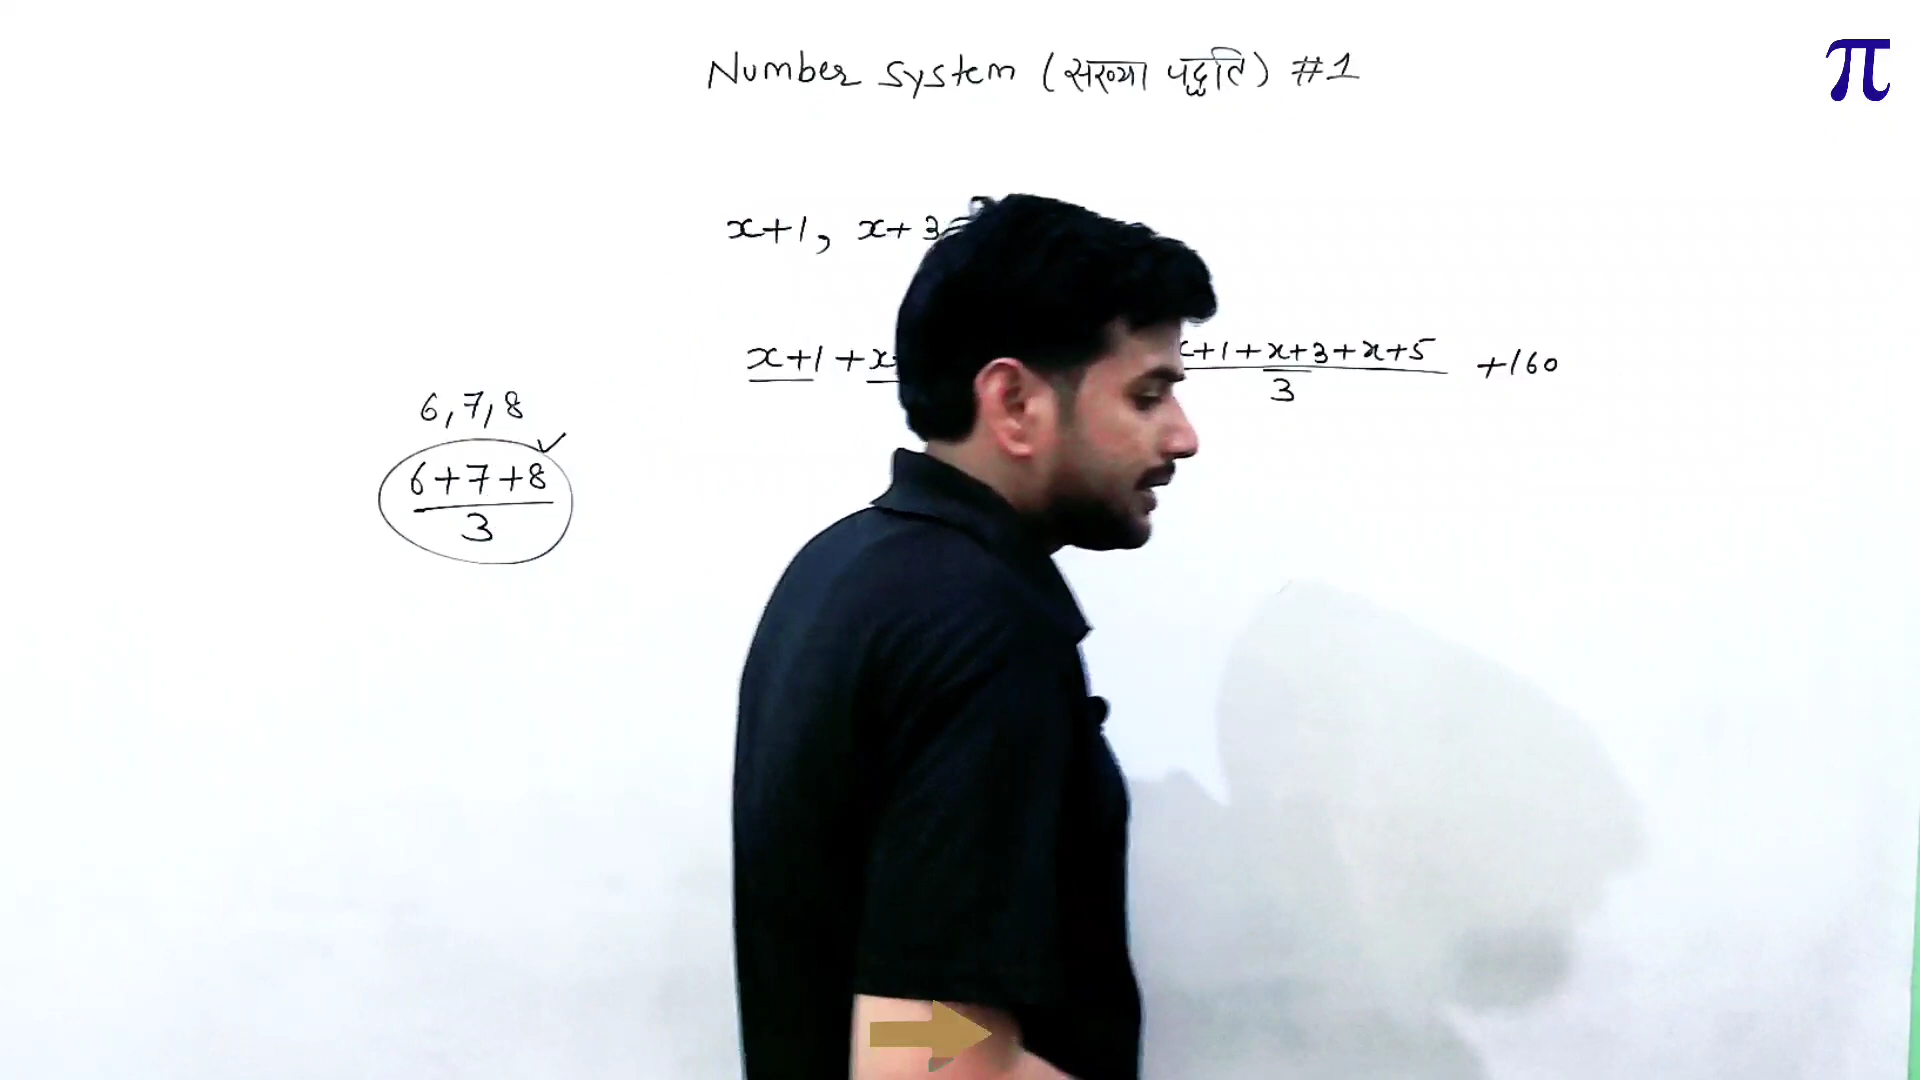 Number System (संख्या पद्धति) #1
π
x+1, x+3
x+1 + x
x+1+x+3+x+5
3
+160
6, 7, 8
6+7+8
3